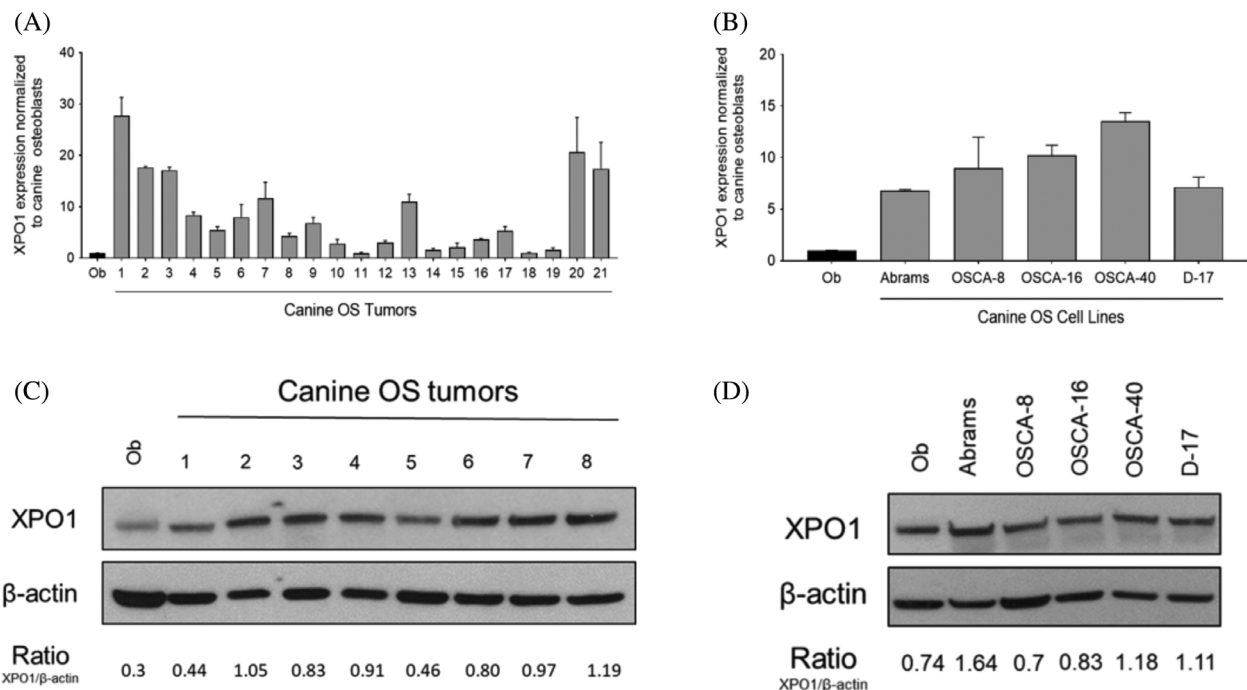 (A)
XPO1 expression normalized
to canine osteoblasts
40
30
20
10
0
Ob 1 2 3 4 5 6 7 8 9 10 11 12 13 14 15 16 17 18 19 20 21
Canine OS Tumors
(B)
XPO1 expression normalized
to canine osteoblasts
20
15
10
5
0
Ob Abrams OSCA-8 OSCA-16 OSCA-40 D-17
Canine OS Cell Lines
(C)
Canine OS tumors
Ob 1 2 3 4 5 6 7 8
XPO1
β-actin
Ratio
XPO1/β-actin
0.3 0.44 1.05 0.83 0.91 0.46 0.80 0.97 1.19
(D)
Ob Abrams OSCA-8 OSCA-16 OSCA-40 D-17
XPO1
β-actin
Ratio
XPO1/β-actin
0.74 1.64 0.7 0.83 1.18 1.11